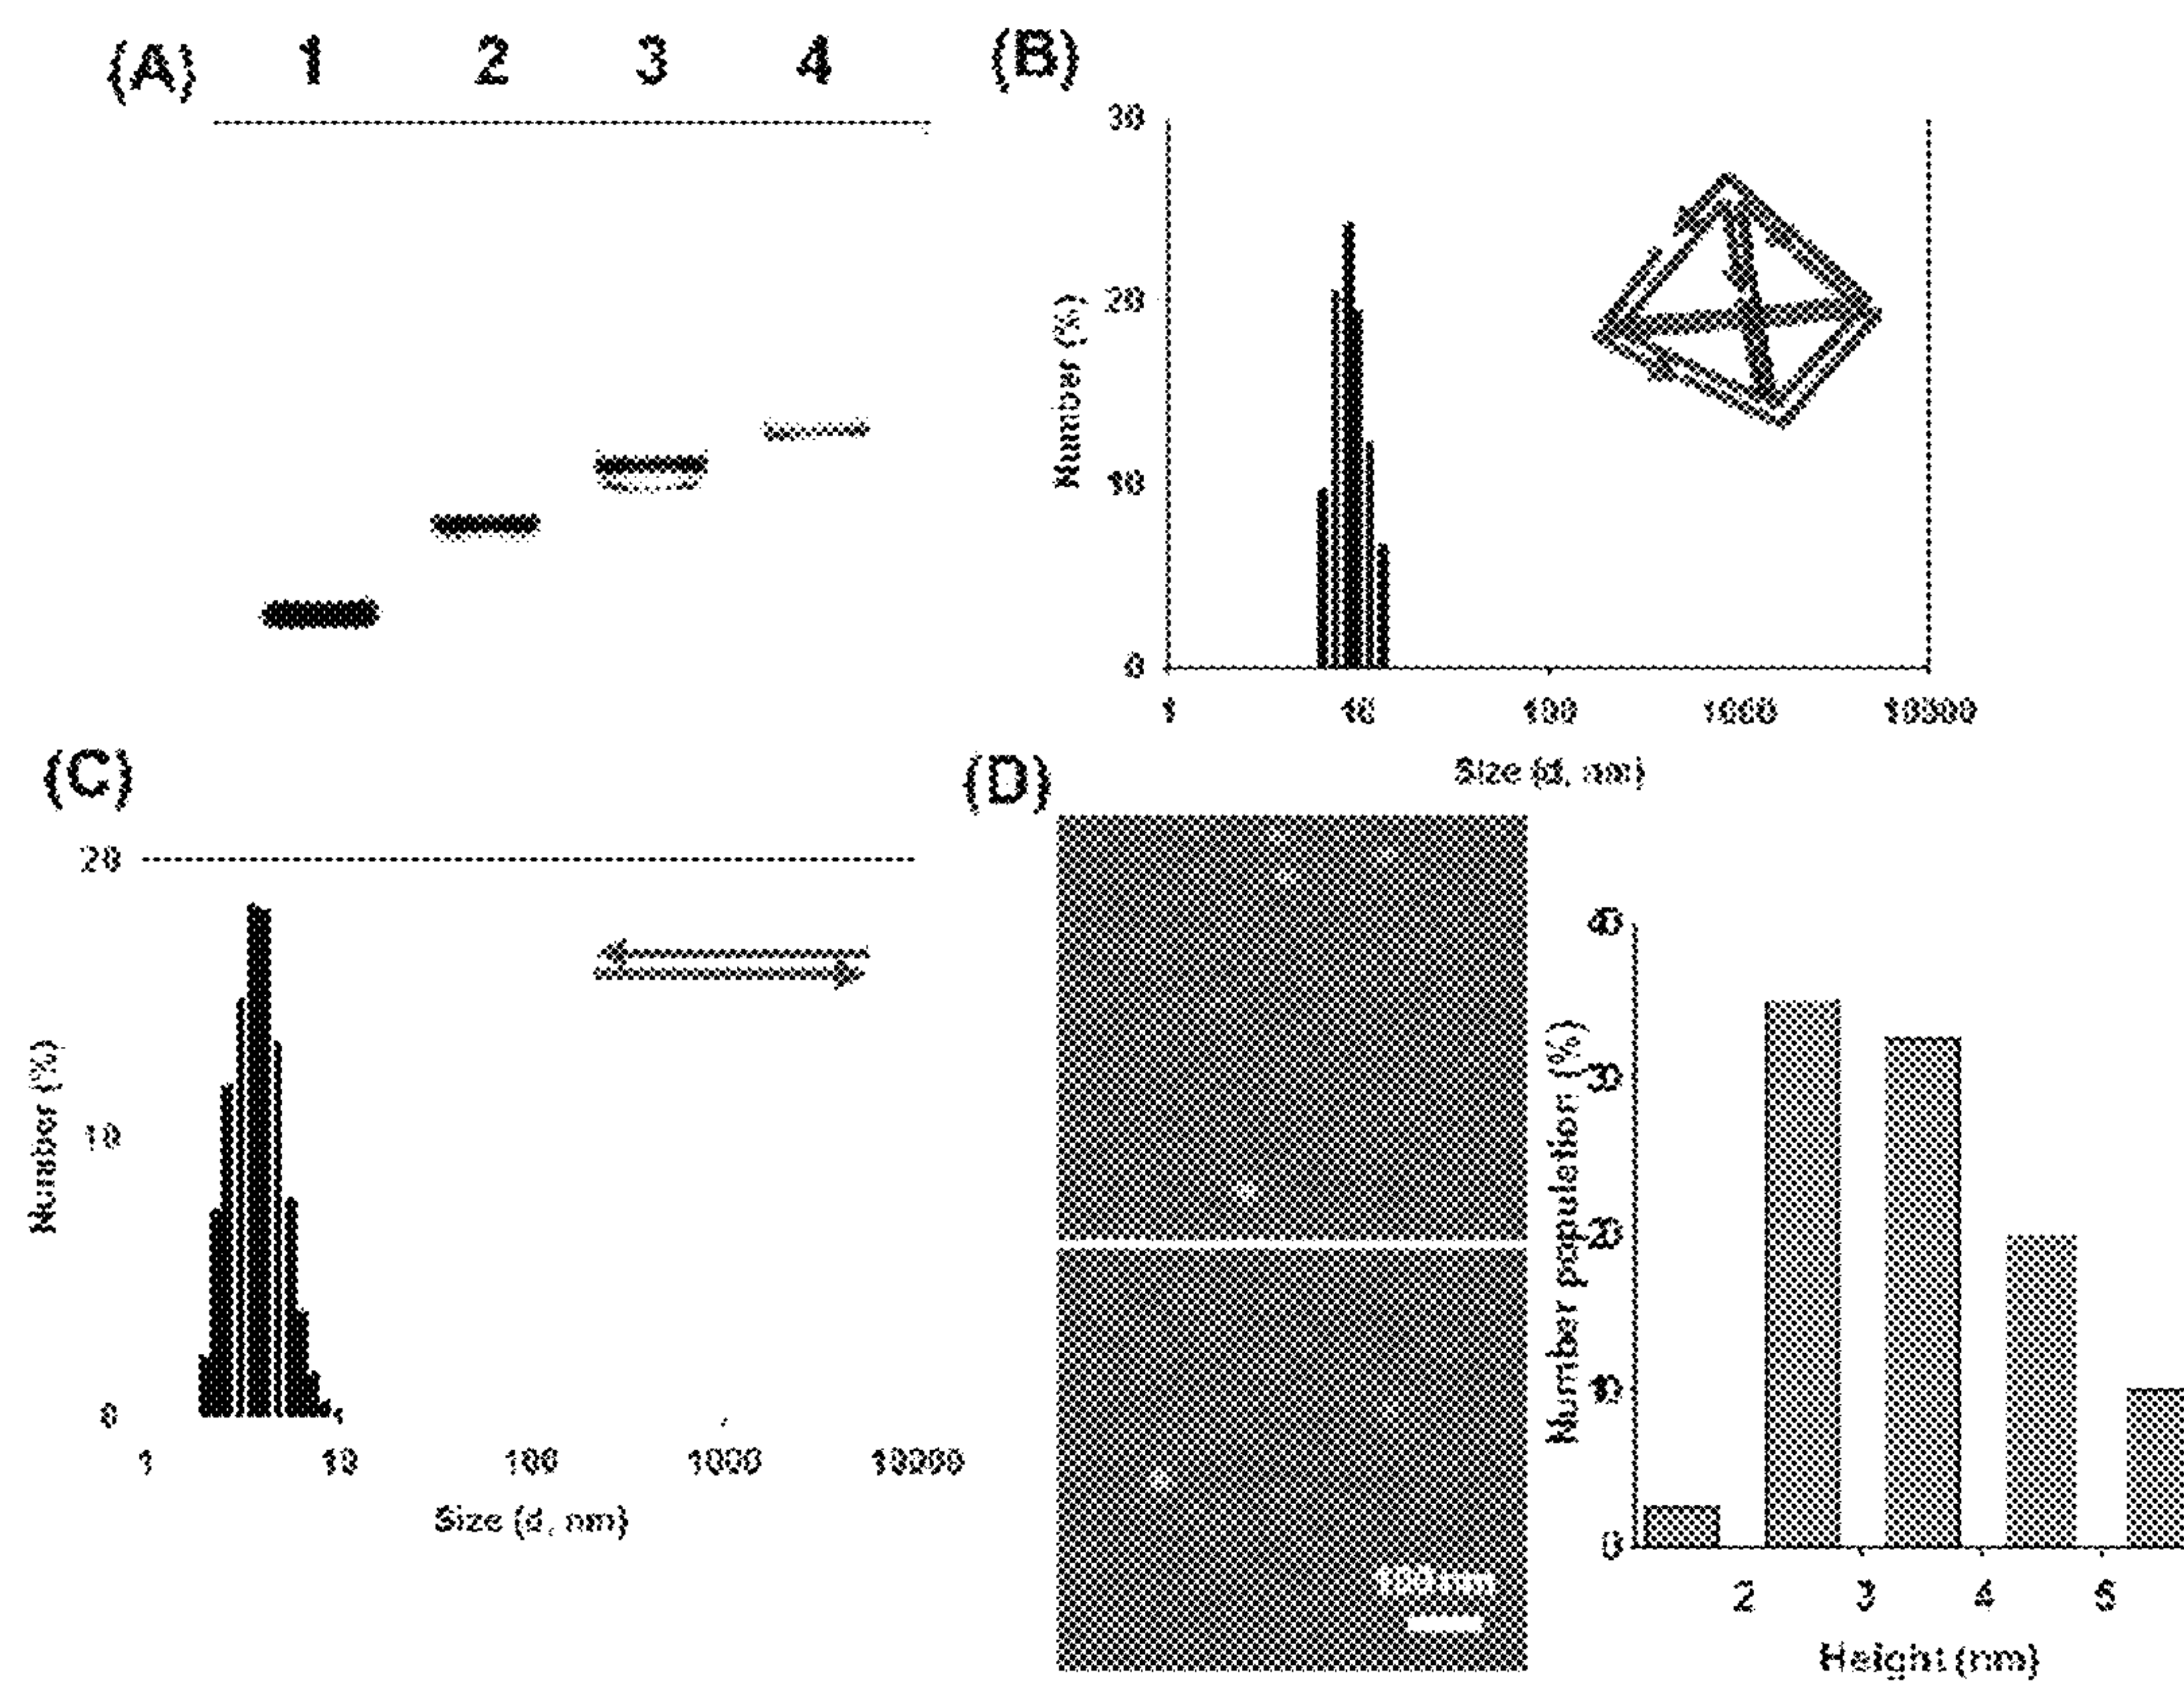 (A) 1 2 3 4
(B)
30
20
10
0
Number (%)
1 10 100 1000 10000
Size (d, nm)
(C)
20
10
0
Number (%)
1 10 100 1000 10000
Size (d, nm)
(D)
100 nm
40
30
20
10
0
Number population (%)
2 3 4 5
Height (nm)